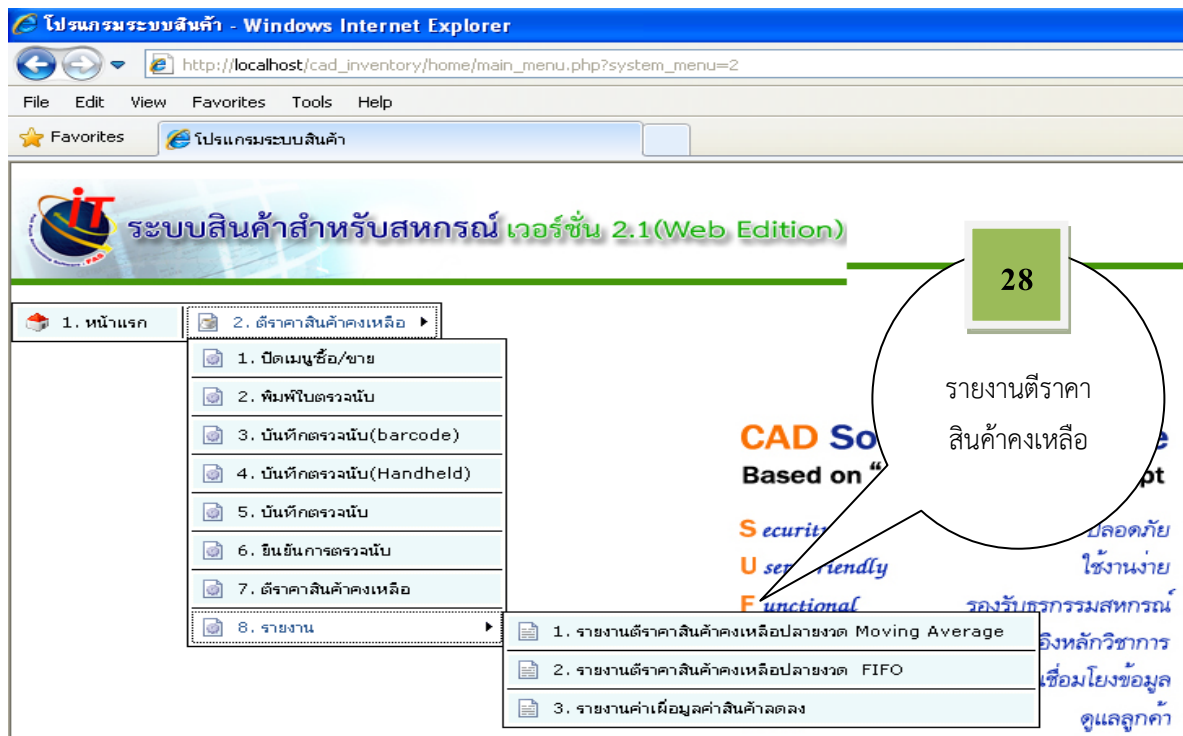 โปรแกรมระบบสินค้า - Windows Internet Explorer
http://localhost/cad_inventory/home/main_menu.php?system_menu=2
File Edit View Favorites Tools Help
Favorites โปรแกรมระบบสินค้า
iT ระบบสินค้าสำหรับสหกรณ์ เวอร์ชั่น 2.1(Web Edition)
28
รายงานตีราคา
สินค้าคงเหลือ
1. หน้าแรก 2. ตีราคาสินค้าคงเหลือ
1. ปิดเมนูซื้อ/ขาย
2. พิมพ์ใบตรวจนับ
3. บันทึกตรวจนับ(barcode)
4. บันทึกตรวจนับ(Handheld)
5. บันทึกตรวจนับ
6. ยืนยันการตรวจนับ
7. ตีราคาสินค้าคงเหลือ
8. รายงาน
1. รายงานตีราคาสินค้าคงเหลือปลายงวด Moving Average
2. รายงานตีราคาสินค้าคงเหลือปลายงวด FIFO
3. รายงานค่าเผื่อมูลค่าสินค้าลดลง
CAD So
Based on “ pt
S ecurit ปลอดภัย
U ser riendly ใช้งานง่าย
F unctional รองรับธุรกรรมสหกรณ์
อิงหลักวิชาการ
เชื่อมโยงข้อมูล
ดูแลลูกค้า